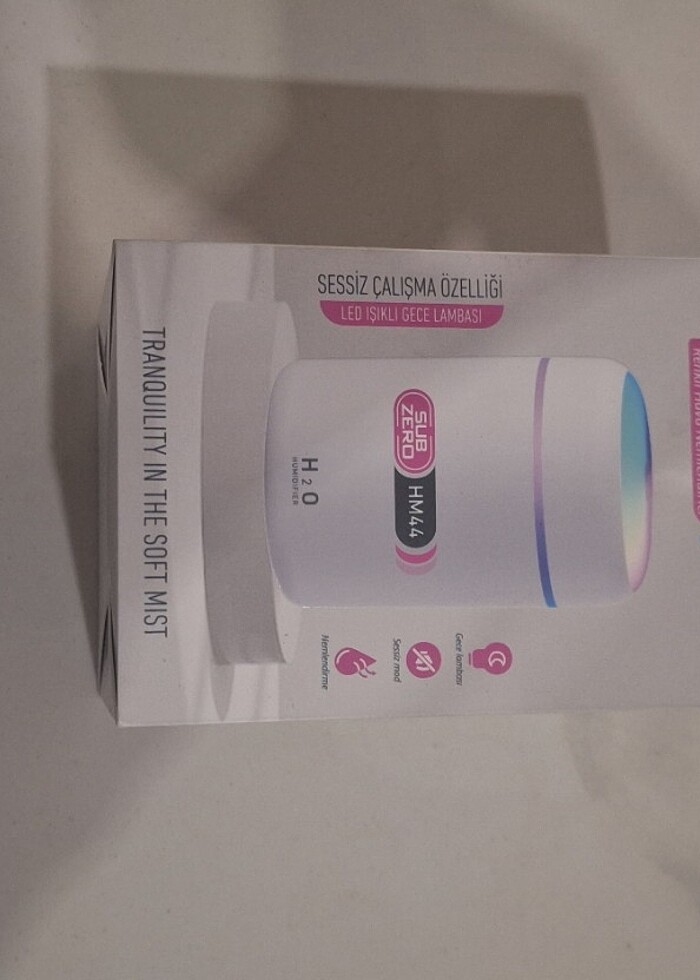 SESSİZ ÇALIŞMA ÖZELLİĞİ
LED IŞIKLI GECE LAMBASI
SUB
ZERO
HM44
H2O
HUMIDIFIER
Gece lambası
Sessiz mod
Nemlendirme
TRANQUILITY IN THE SOFT MIST